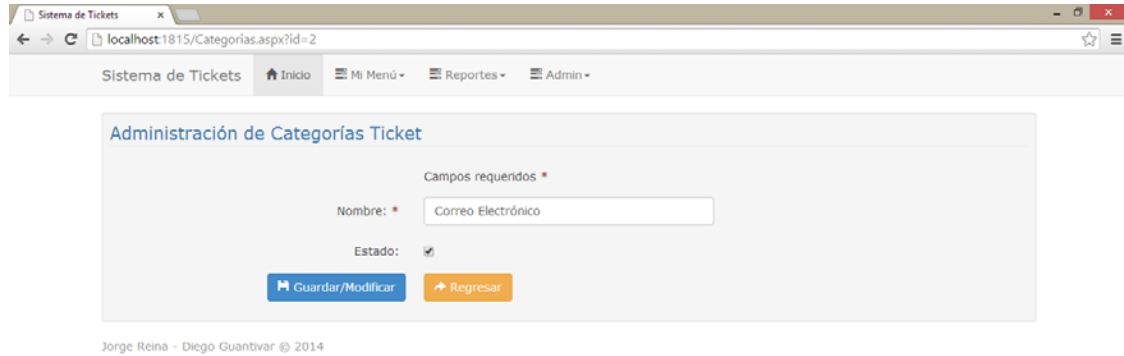 Sistema de Tickets
localhost:1815/Categorias.aspx?id=2
Sistema de Tickets Inicio Mi Menú Reportes Admin
Administración de Categorías Ticket
Campos requeridos *
Nombre: * Correo Electrónico
Estado:
Guardar/Modificar Regresar
Jorge Reina - Diego Guantivar © 2014